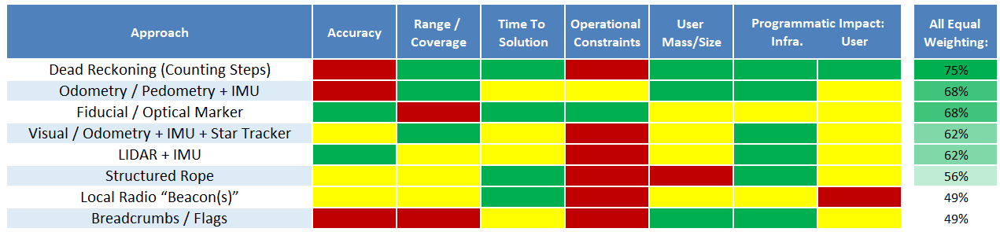 Approach Accuracy Range / Coverage Time To Solution Operational Constraints User Mass/Size Programmatic Impact: Infra. User All Equal Weighting:
Dead Reckoning (Counting Steps) 75%
Odometry / Pedometry + IMU 68%
Fiducial / Optical Marker 68%
Visual / Odometry + IMU + Star Tracker 62%
LIDAR + IMU 62%
Structured Rope 56%
Local Radio “Beacon(s)” 49%
Breadcrumbs / Flags 49%